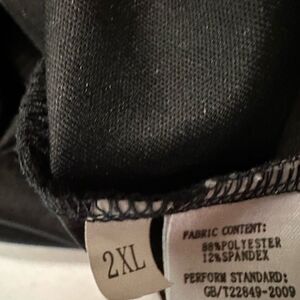 2XL
FABRIC CONTENT:
88%POLYESTER
12%SPANDEX
PERFORM STANDARD:
GB/T22849-2009